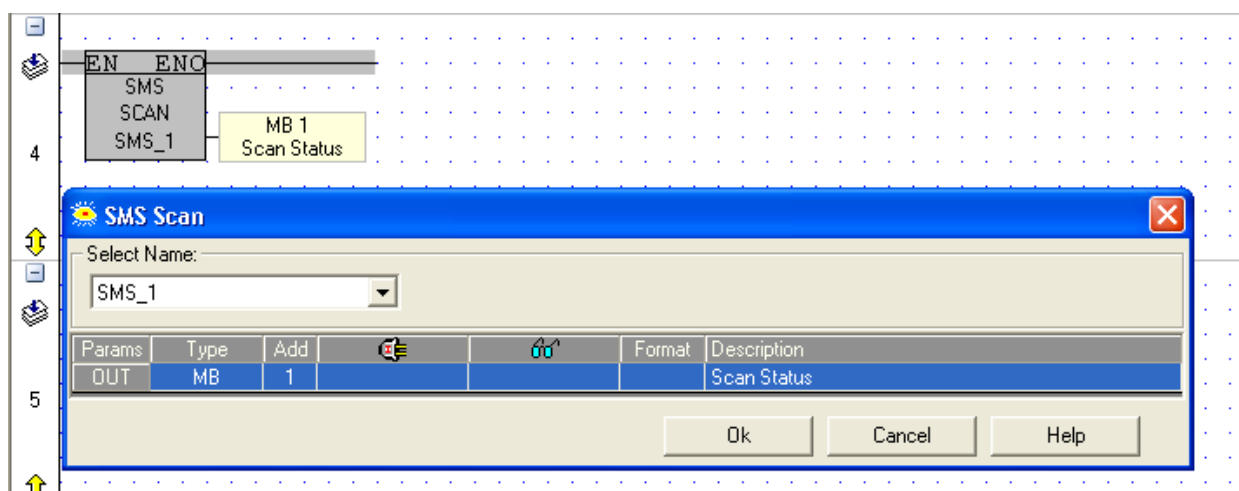 EN ENO
SMS
SCAN
SMS_1
MB 1
Scan Status
4
SMS Scan
Select Name:
SMS_1
Params Type Add Format Description
OUT MB 1 Scan Status
5
Ok Cancel Help